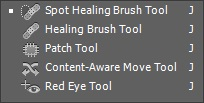 Spot Healing Brush Tool J
Healing Brush Tool J
Patch Tool J
Content-Aware Move Tool J
Red Eye Tool J